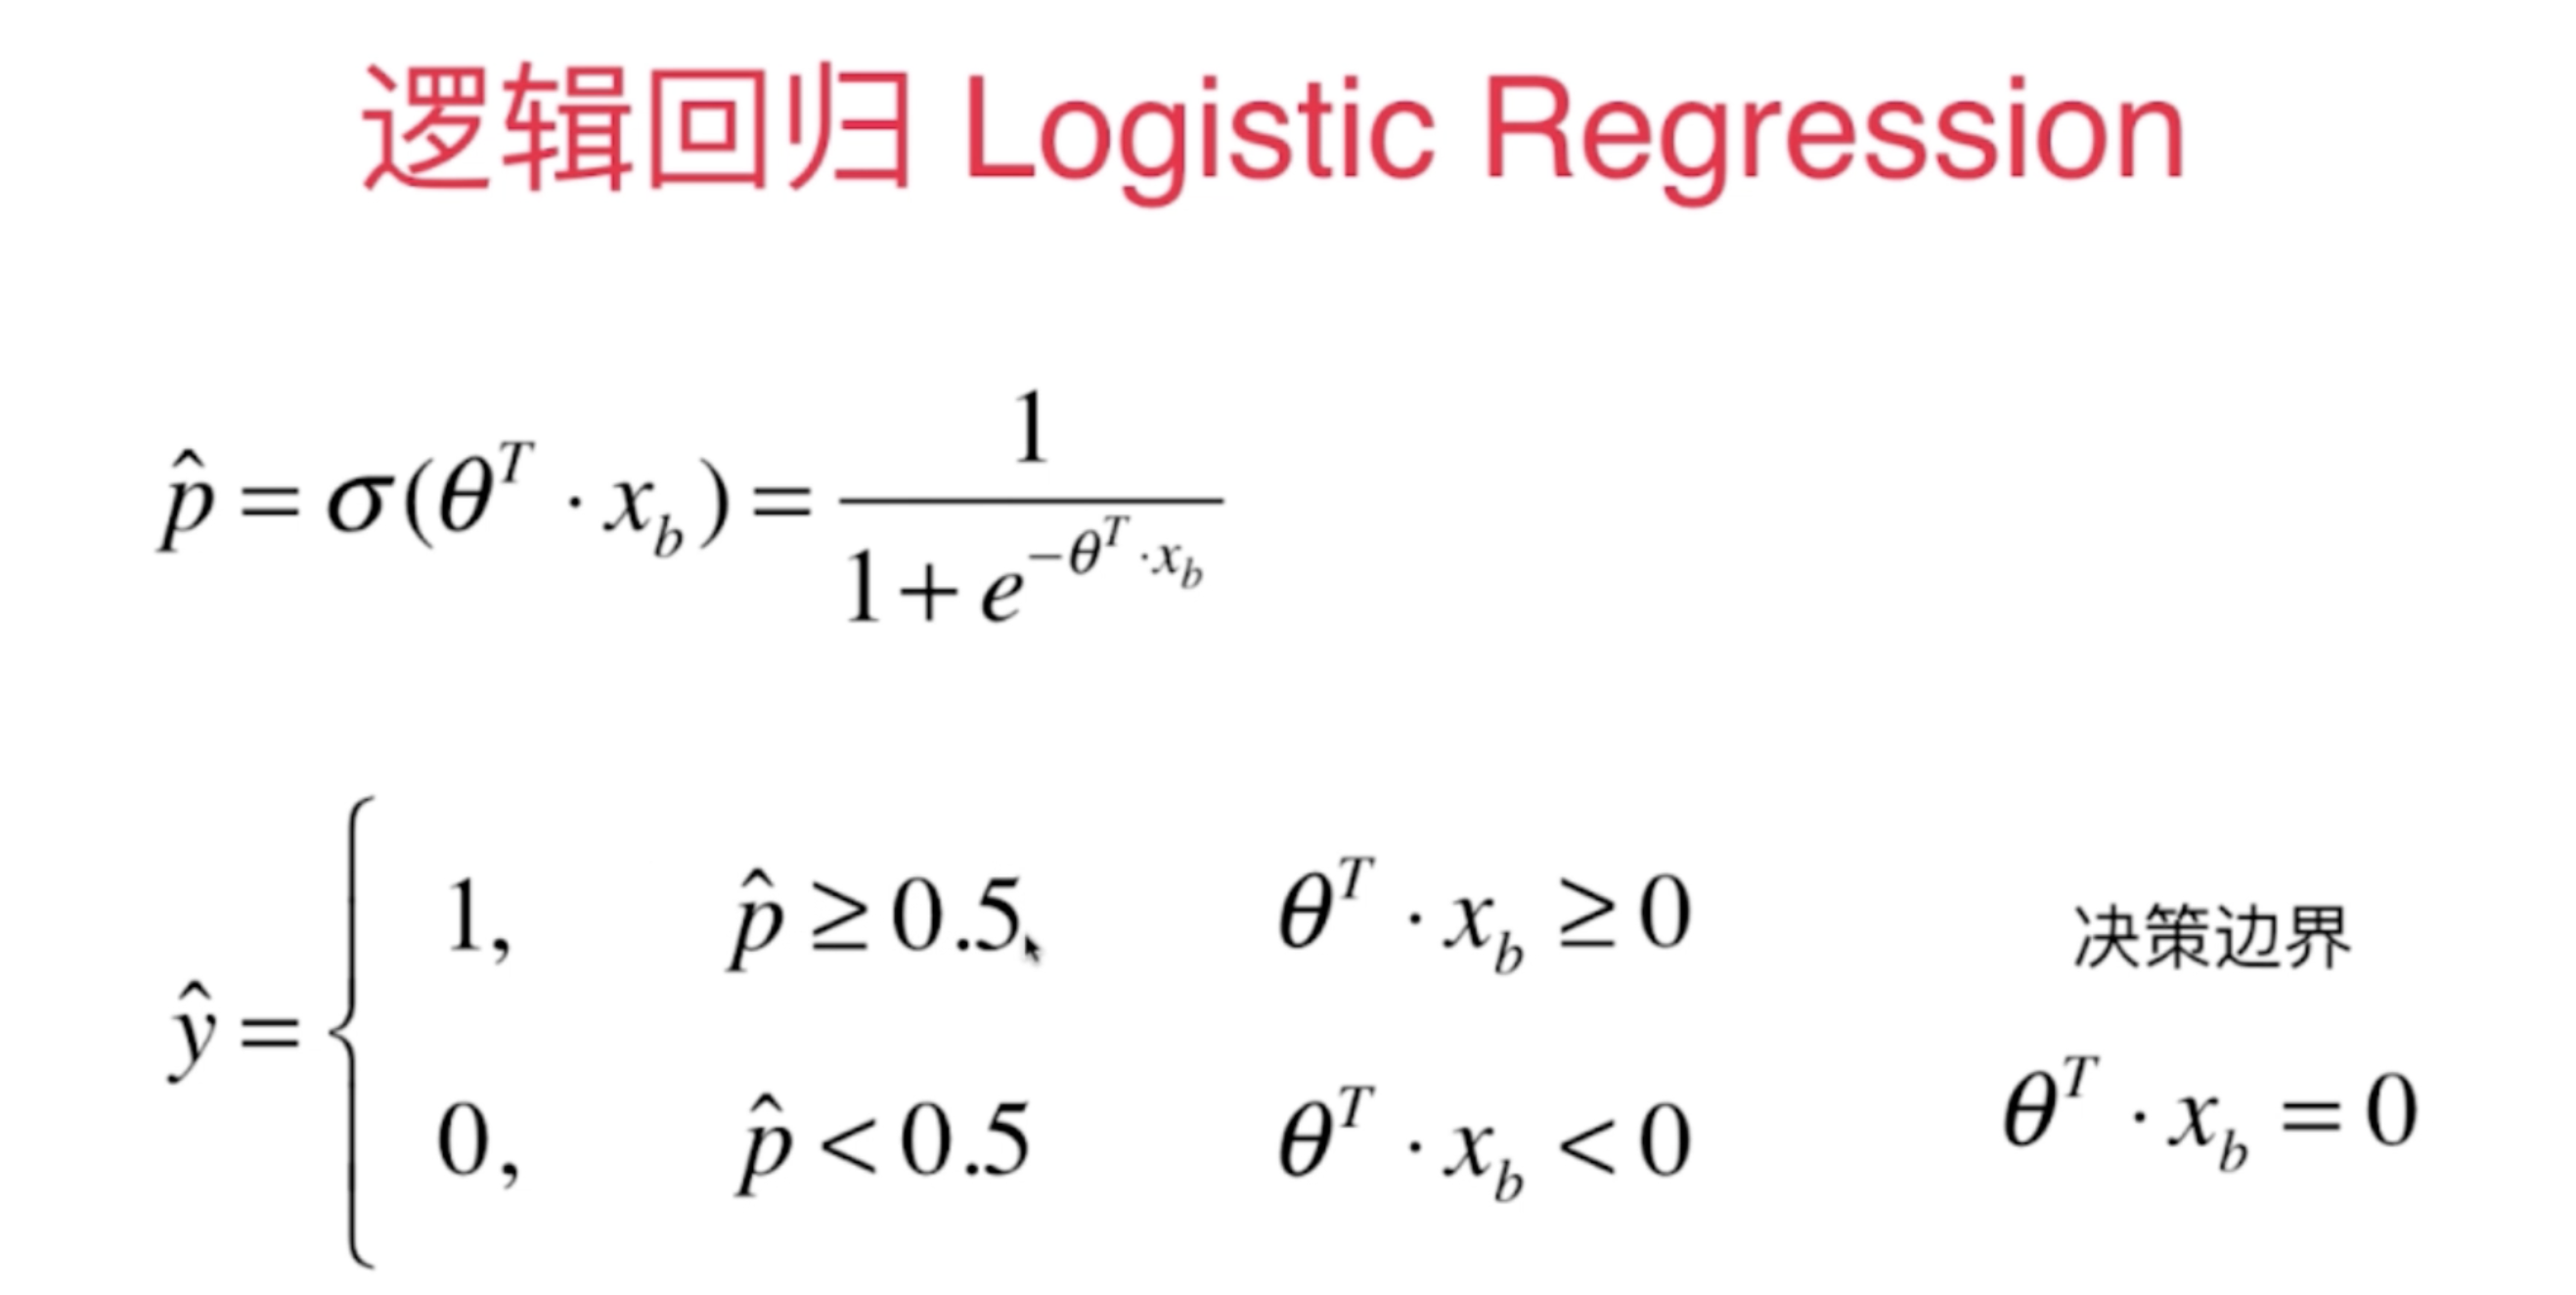 逻辑回归 Logistic Regression
p̂ = σ(θ^T · x_b) = 1 / (1 + e^(−θ^T · x_b))
ŷ = { 1, p̂ ≥ 0.5 θ^T · x_b ≥ 0
0, p̂ < 0.5 θ^T · x_b < 0
决策边界
θ^T · x_b = 0